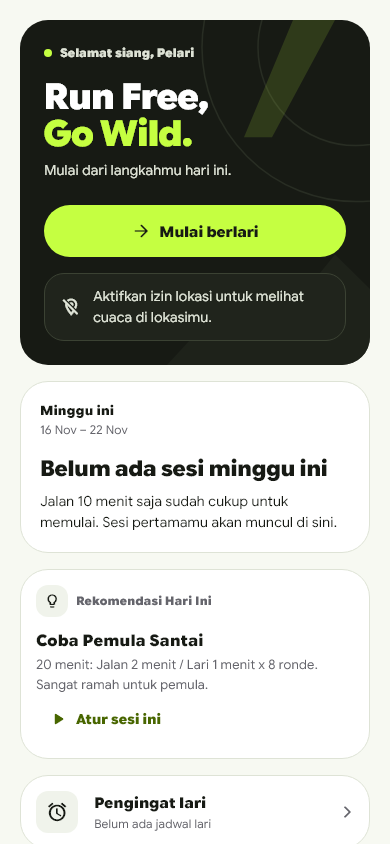 Selamat siang, Pelari
Run Free,
Go Wild.
Mulai dari langkahmu hari ini.
Mulai berlari
Aktifkan izin lokasi untuk melihat
cuaca di lokasimu.
Minggu ini
16 Nov – 22 Nov
Belum ada sesi minggu ini
Jalan 10 menit saja sudah cukup untuk
memulai. Sesi pertamamu akan muncul di sini.
Rekomendasi Hari Ini
Coba Pemula Santai
20 menit: Jalan 2 menit / Lari 1 menit x 8 ronde.
Sangat ramah untuk pemula.
Atur sesi ini
Pengingat lari
Belum ada jadwal lari